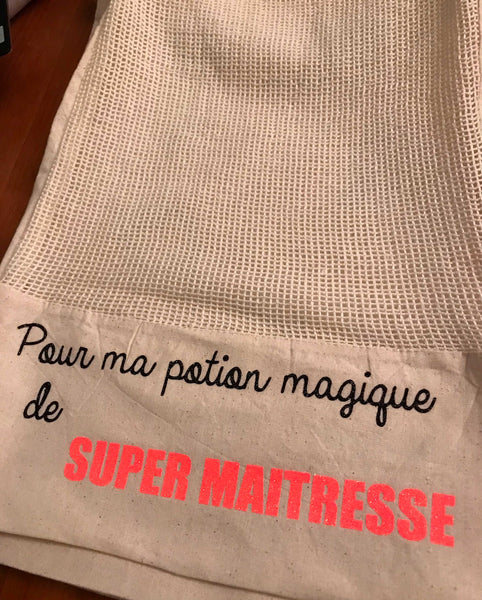 Pour ma potion magique
de
SUPER MAITRESSE